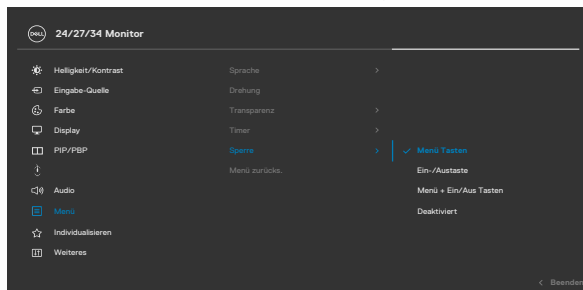 DELL
24/27/34 Monitor
Helligkeit/Kontrast
Eingabe-Quelle
Farbe
Display
PIP/PBP
Audio
Menü
Individualisieren
Weiteres
Sprache
Drehung
Transparenz
Timer
Sperre
Menü zurücks.
Menü Tasten
Ein-/Austaste
Menü + Ein/Aus Tasten
Deaktiviert
Beenden